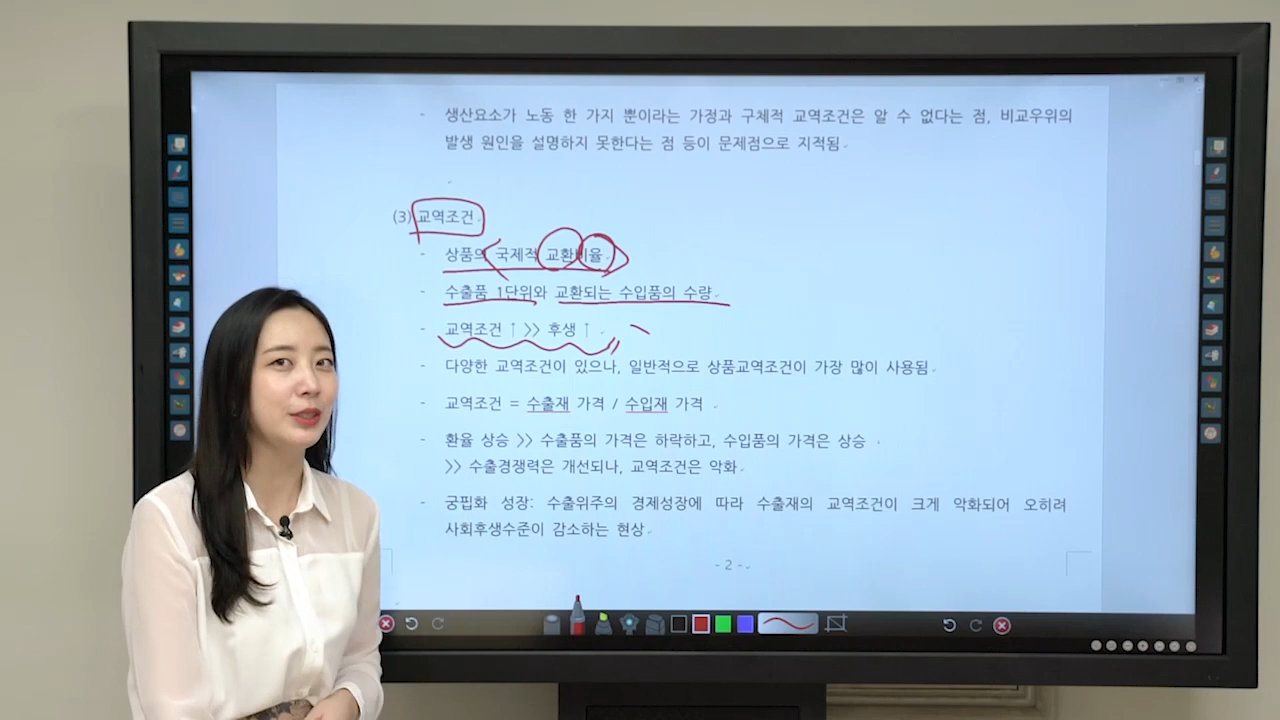 - 생산요소가 노동 한 가지 뿐이라는 가정과 구체적 교역조건은 알 수 없다는 점, 비교우위의
발생 원인을 설명하지 못한다는 점 등이 문제점으로 지적됨
(3) 교역조건
- 상품의 국제적 교환비율
- 수출품 1단위와 교환되는 수입품의 수량
- 교역조건 ↑ >> 후생 ↑
- 다양한 교역조건이 있으나, 일반적으로 상품교역조건이 가장 많이 사용됨
- 교역조건 = 수출재 가격 / 수입재 가격
- 환율 상승 >> 수출품의 가격은 하락하고, 수입품의 가격은 상승
>> 수출경쟁력은 개선되나, 교역조건은 악화
- 궁핍화 성장: 수출위주의 경제성장에 따라 수출재의 교역조건이 크게 악화되어 오히려
사회후생수준이 감소하는 현상
- 2 -